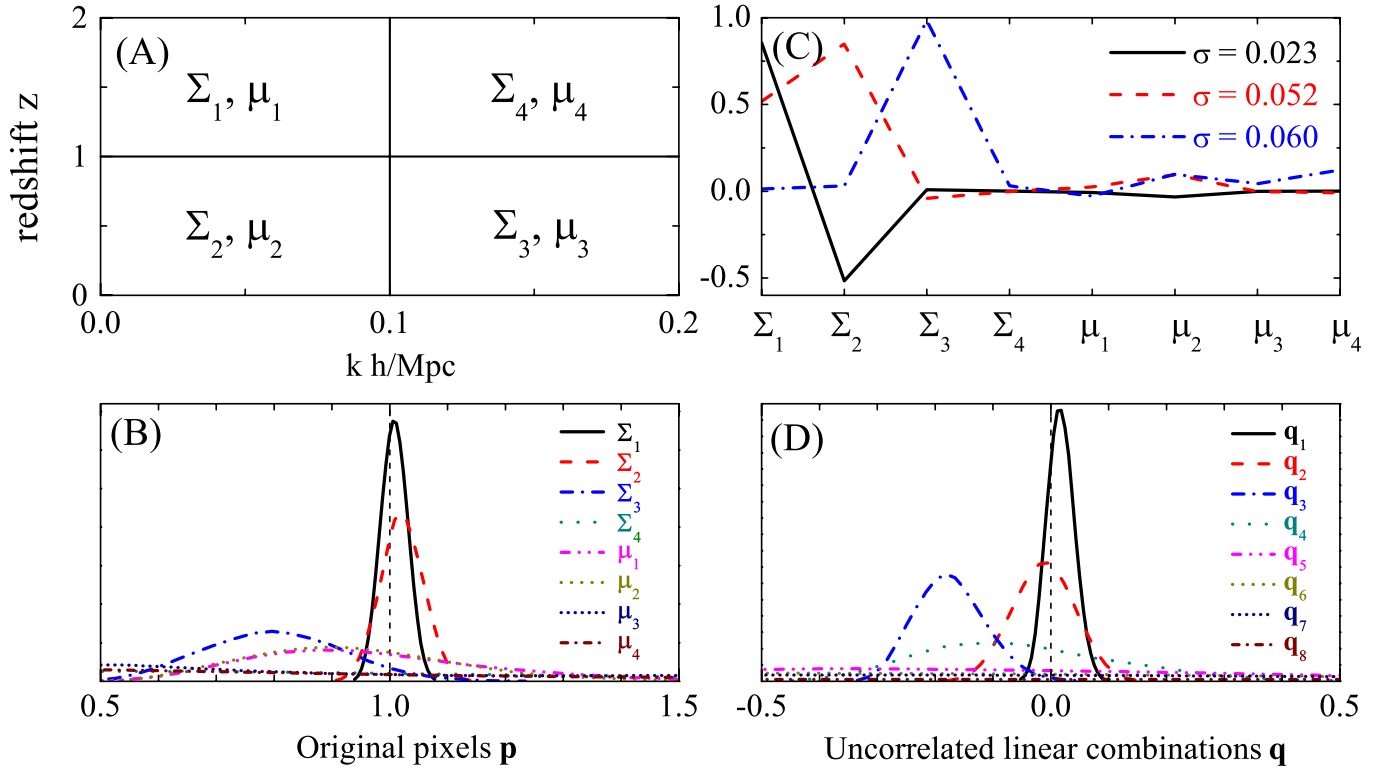 (A)
redshift z
2
1
0
Σ₁, μ₁
Σ₄, μ₄
Σ₂, μ₂
Σ₃, μ₃
0.0 0.1 0.2
k h/Mpc
(C)
1.0
0.5
0.0
-0.5
σ = 0.023
σ = 0.052
σ = 0.060
Σ₁ Σ₂ Σ₃ Σ₄ μ₁ μ₂ μ₃ μ₄
(B)
Σ₁
Σ₂
Σ₃
Σ₄
μ₁
μ₂
μ₃
μ₄
0.5 1.0 1.5
Original pixels p
(D)
q₁
q₂
q₃
q₄
q₅
q₆
q₇
q₈
-0.5 0.0 0.5
Uncorrelated linear combinations q